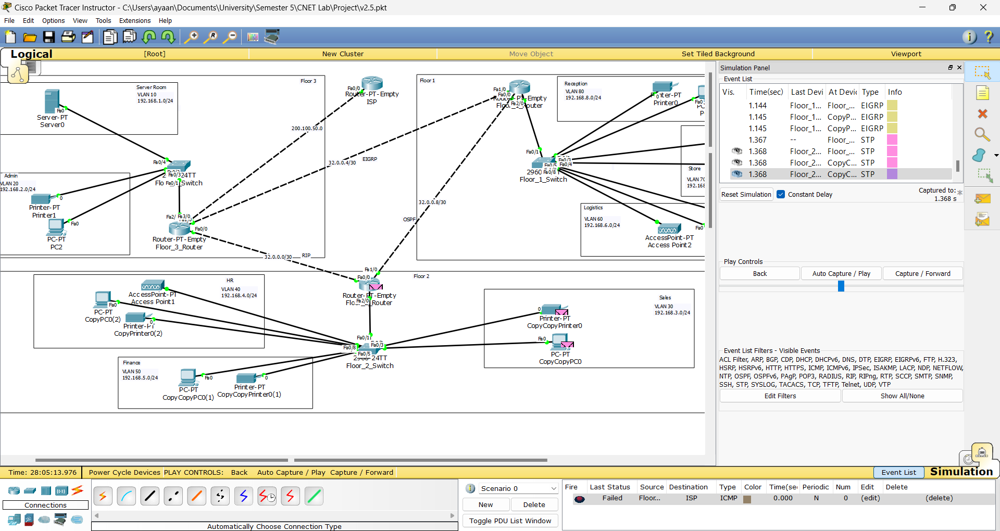 Cisco Packet Tracer Instructor - C:\Users\ayaan\Documents\University\Semester 5\CNET Lab\Project\v2.5.pkt
File Edit Options View Tools Extensions Help
Logical [Root] New Cluster Move Object Set Tiled Background Viewport
Server Room
VLAN 10
192.168.1.0/24
Fa0
Server-PT
Server0
Floor 3
Fa0/0
Router-PT-Empty
ISP
200.100.50.0
32.0.0.4/30
EIGRP
Fa0/4
Fa0/1
Switch
Admin
VLAN 20
192.168.2.0/24
0
Printer-PT
Printer1
Fa0
PC-PT
PC2
Fa3/0
Fa0/0
Router-PT-Empty
Floor_3_Router
32.0.0.0/30
RIP
Floor 1
Fa1/0
Fa0/0
Fa2/0
Reception
VLAN 80
192.168.8.0/24
0
Printer0
Fa0
Fa0/1
Fa0/3
Fa0/4
Fa0/8
2960
Floor_1_Switch
Store
VLAN 70
192.168
Logistics
VLAN 60
192.168.6.0/24
AccessPoint-PT
Access Point2
Fa0
32.0.0.8/30
OSPF
Fa1/0
Fa0/0
Router-PT-Empty
Fa2/0
Floor 2
HR
VLAN 40
192.168.4.0/24
AccessPoint-PT
Access Point1
Fa0
PC-PT
CopyPC0(2)
0
Printer-PT
CopyPrinter0(2)
Fa0/1
Fa0/3
Fa0/8
Fa0/5
Floor_2_Switch
Sales
VLAN 30
192.168.3.0/24
0
Printer-PT
CopyCopyPrinter0
Fa0
PC-PT
CopyCopyPC0
Finance
VLAN 50
192.168.5.0/24
Fa0
PC-PT
CopyCopyPC0(1)
0
Printer-PT
CopyCopyPrinter0(1)
Simulation Panel
Event List
Vis. Time(sec) Last Devi At Devic Type Info
1.144 Floor_1... Floor_... EIGRP
1.145 Floor_1... CopyP... EIGRP
1.145 Floor_1... CopyP... EIGRP
1.367 -- Floor_... STP
1.368 Floor_2... Floor_... STP
1.368 Floor_2... CopyC... STP
1.368 Floor_2... CopyC... STP
Reset Simulation Constant Delay Captured to: *
1.368 s
Play Controls
Back Auto Capture / Play Capture / Forward
Event List Filters - Visible Events
ACL Filter, ARP, BGP, CDP, DHCP, DHCPv6, DNS, DTP, EIGRP, EIGRPv6, FTP, H.323,
HSRP, HSRPv6, HTTP, HTTPS, ICMP, ICMPv6, IPSec, ISAKMP, LACP, NDP, NETFLOW,
NTP, OSPF, OSPFv6, PAgP, POP3, RADIUS, RIP, RIPng, RTP, SCCP, SMTP, SNMP,
SSH, STP, SYSLOG, TACACS, TCP, TFTP, Telnet, UDP, VTP
Edit Filters Show All/None
Time: 28:05:13.976 Power Cycle Devices PLAY CONTROLS: Back Auto Capture / Play Capture / Forward Event List Simulation
Connections
Automatically Choose Connection Type
Scenario 0
New Delete
Toggle PDU List Window
Fire Last Status Source Destination Type Color Time(sec Periodic Num Edit Delete
Failed Floor... ISP ICMP 0.000 N 0 (edit) (delete)